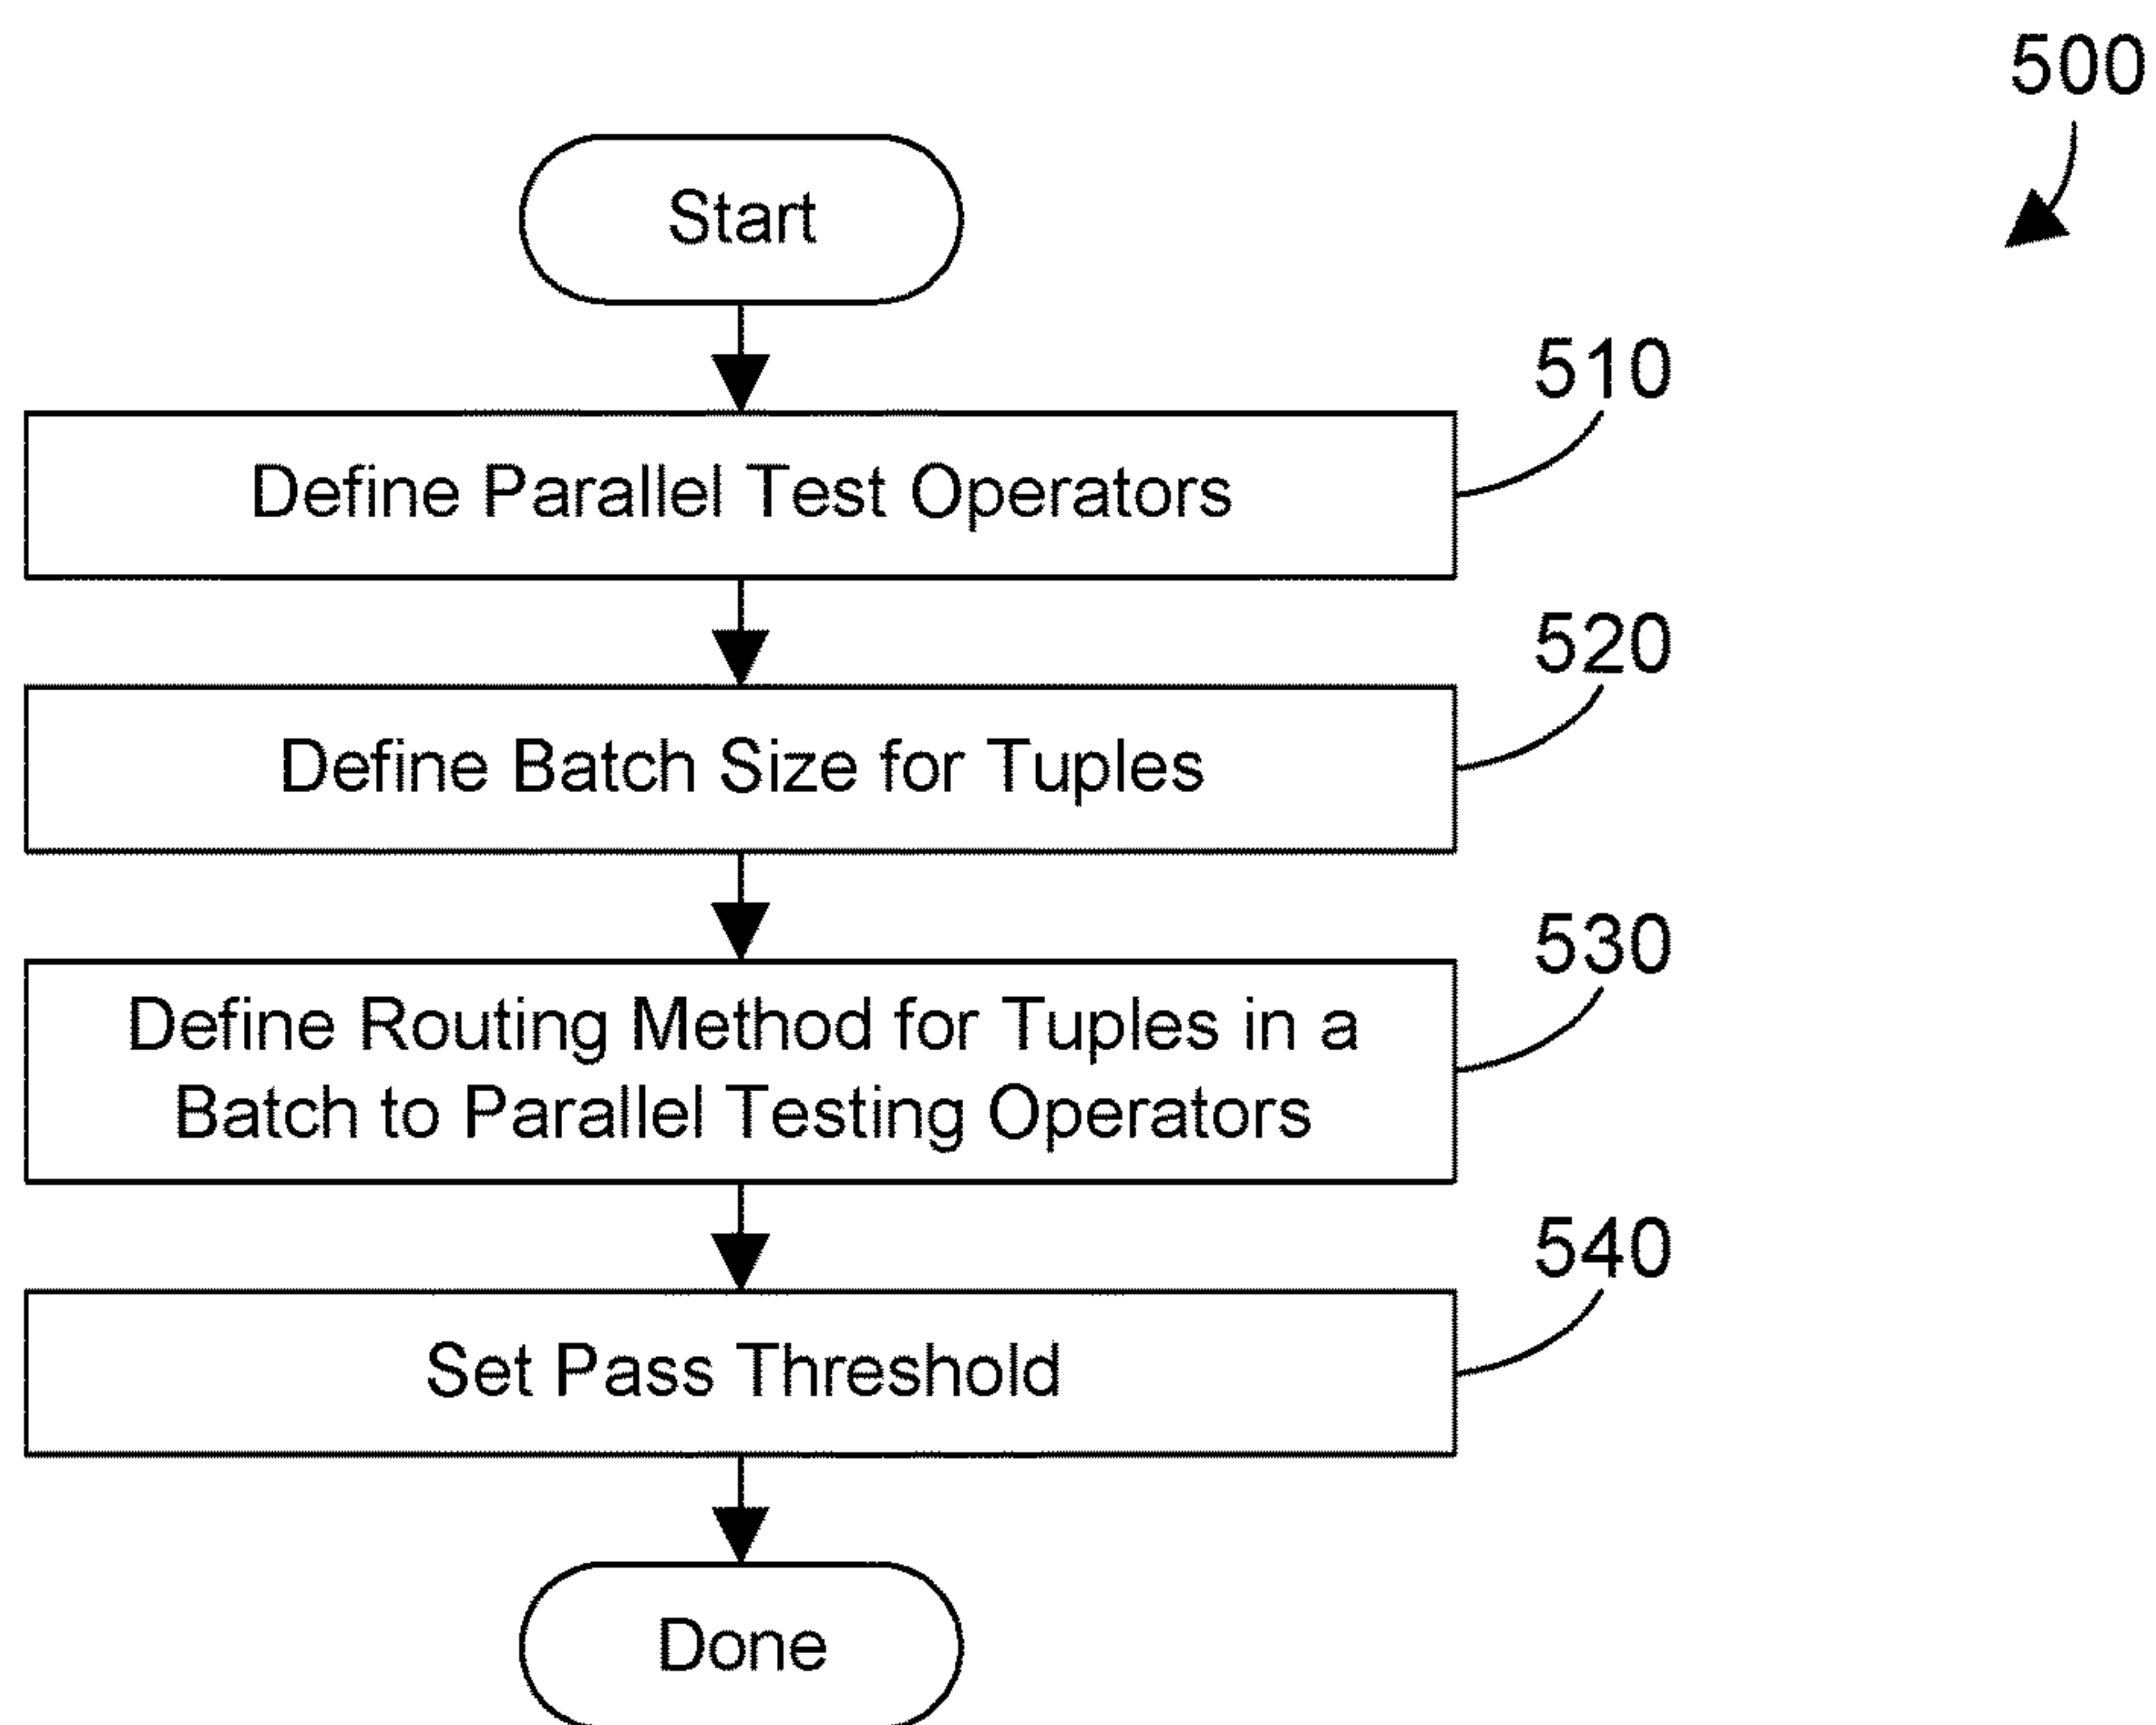 500
Start
510
Define Parallel Test Operators
520
Define Batch Size for Tuples
530
Define Routing Method for Tuples in a
Batch to Parallel Testing Operators
540
Set Pass Threshold
Done